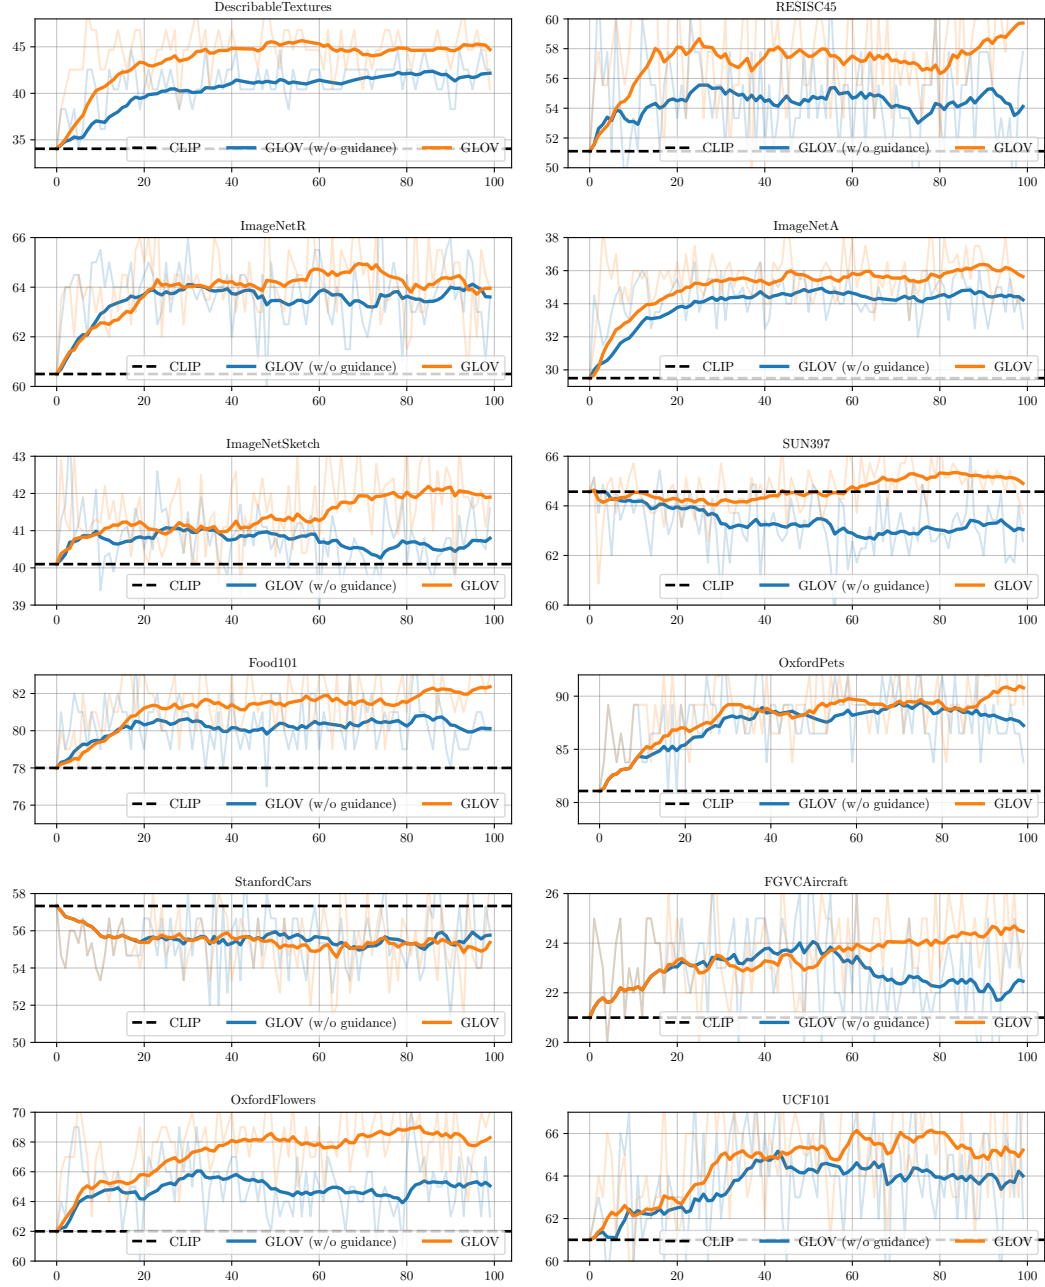 DescribableTextures
45
40
35
CLIP GLOV (w/o guidance) GLOV
0 20 40 60 80 100
RESISC45
60
58
56
54
52
50
CLIP GLOV (w/o guidance) GLOV
0 20 40 60 80 100
ImageNetR
66
64
62
60
CLIP GLOV (w/o guidance) GLOV
0 20 40 60 80 100
ImageNetA
38
36
34
32
30
CLIP GLOV (w/o guidance) GLOV
0 20 40 60 80 100
ImageNetSketch
43
42
41
40
39
CLIP GLOV (w/o guidance) GLOV
0 20 40 60 80 100
SUN397
66
64
62
60
CLIP GLOV (w/o guidance) GLOV
0 20 40 60 80 100
Food101
82
80
78
76
CLIP GLOV (w/o guidance) GLOV
0 20 40 60 80 100
OxfordPets
90
85
80
CLIP GLOV (w/o guidance) GLOV
0 20 40 60 80 100
StanfordCars
58
56
54
52
50
CLIP GLOV (w/o guidance) GLOV
0 20 40 60 80 100
FGVCAircraft
26
24
22
20
CLIP GLOV (w/o guidance) GLOV
0 20 40 60 80 100
OxfordFlowers
70
68
66
64
62
60
CLIP GLOV (w/o guidance) GLOV
0 20 40 60 80 100
UCF101
66
64
62
60
CLIP GLOV (w/o guidance) GLOV
0 20 40 60 80 100